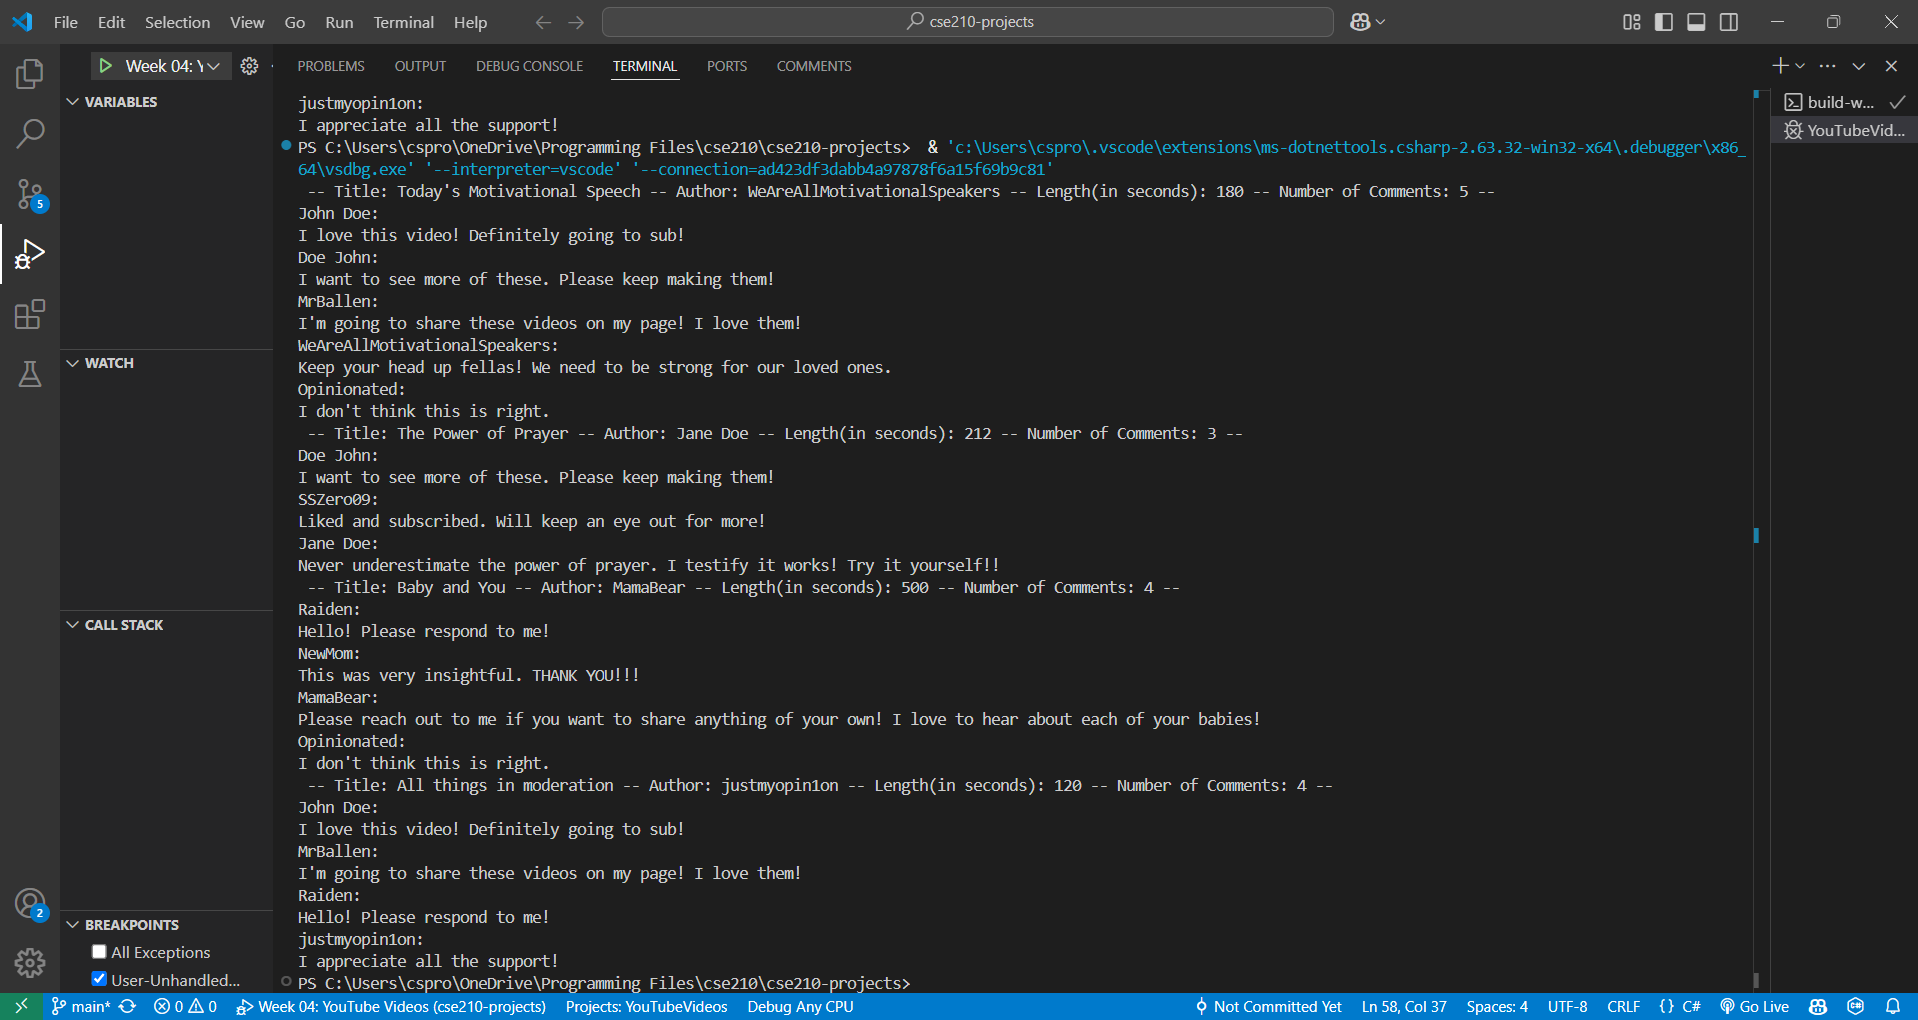 File Edit Selection View Go Run Terminal Help
cse210-projects
Week 04: Y
PROBLEMS OUTPUT DEBUG CONSOLE TERMINAL PORTS COMMENTS
VARIABLES
WATCH
CALL STACK
BREAKPOINTS
All Exceptions
User-Unhandled...
5
2
justmyopin1on:
I appreciate all the support!
PS C:\Users\cspro\OneDrive\Programming Files\cse210\cse210-projects>  & 'c:\Users\cspro\.vscode\extensions\ms-dotnettools.csharp-2.63.32-win32-x64\.debugger\x86_
64\vsdbg.exe' '--interpreter=vscode' '--connection=ad423df3dabb4a97878f6a15f69b9c81'
-- Title: Today's Motivational Speech -- Author: WeAreAllMotivationalSpeakers -- Length(in seconds): 180 -- Number of Comments: 5 --
John Doe:
I love this video! Definitely going to sub!
Doe John:
I want to see more of these. Please keep making them!
MrBallen:
I'm going to share these videos on my page! I love them!
WeAreAllMotivationalSpeakers:
Keep your head up fellas! We need to be strong for our loved ones.
Opinionated:
I don't think this is right.
-- Title: The Power of Prayer -- Author: Jane Doe -- Length(in seconds): 212 -- Number of Comments: 3 --
Doe John:
I want to see more of these. Please keep making them!
SSZero09:
Liked and subscribed. Will keep an eye out for more!
Jane Doe:
Never underestimate the power of prayer. I testify it works! Try it yourself!!
-- Title: Baby and You -- Author: MamaBear -- Length(in seconds): 500 -- Number of Comments: 4 --
Raiden:
Hello! Please respond to me!
NewMom:
This was very insightful. THANK YOU!!!
MamaBear:
Please reach out to me if you want to share anything of your own! I love to hear about each of your babies!
Opinionated:
I don't think this is right.
-- Title: All things in moderation -- Author: justmyopin1on -- Length(in seconds): 120 -- Number of Comments: 4 --
John Doe:
I love this video! Definitely going to sub!
MrBallen:
I'm going to share these videos on my page! I love them!
Raiden:
Hello! Please respond to me!
justmyopin1on:
I appreciate all the support!
PS C:\Users\cspro\OneDrive\Programming Files\cse210\cse210-projects>
build-w...
YouTubeVid...
main* 0 0 Week 04: YouTube Videos (cse210-projects) Projects: YouTubeVideos Debug Any CPU Not Committed Yet Ln 58, Col 37 Spaces: 4 UTF-8 CRLF {} C# Go Live